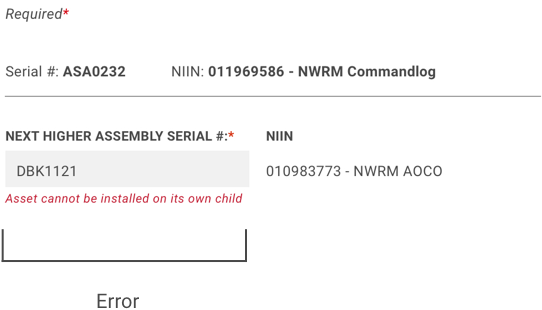 Required*
Serial #: ASA0232 NIIN: 011969586 - NWRM Commandlog
NEXT HIGHER ASSEMBLY SERIAL #:* NIIN
DBK1121 010983773 - NWRM AOCO
Asset cannot be installed on its own child
Error